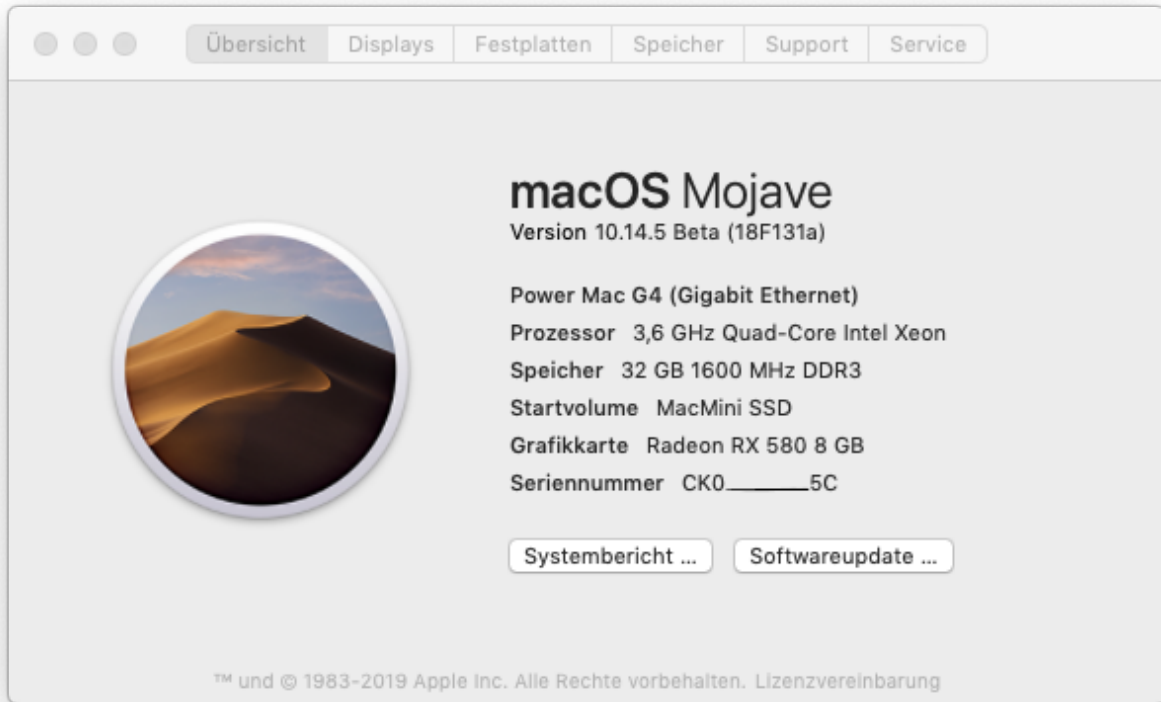 Übersicht Displays Festplatten Speicher Support Service
macOS Mojave
Version 10.14.5 Beta (18F131a)
Power Mac G4 (Gigabit Ethernet)
Prozessor 3,6 GHz Quad-Core Intel Xeon
Speicher 32 GB 1600 MHz DDR3
Startvolume MacMini SSD
Grafikkarte Radeon RX 580 8 GB
Seriennummer CK0______5C
Systembericht ... Softwareupdate ...
™ und © 1983-2019 Apple Inc. Alle Rechte vorbehalten. Lizenzvereinbarung